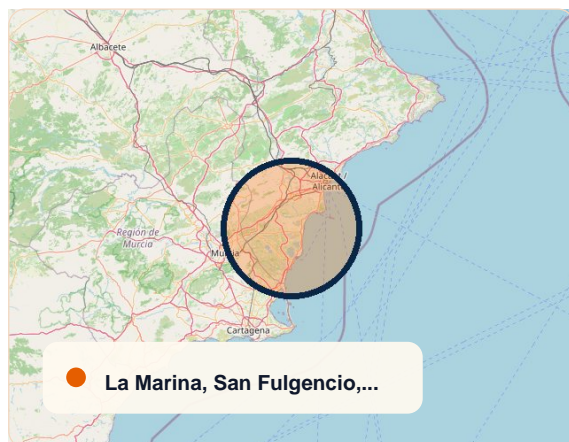 Albacete
Alacant /
Alicante
Región de
Murcia
Murcia
Cartagena
La Marina, San Fulgencio,...